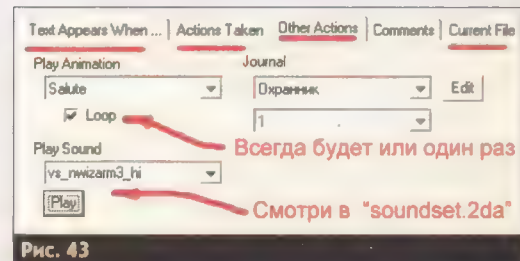 Text Appears When ... | Actions Taken | Other Actions | Comments | Current File
Play Animation Journal
Salute Охранник Edit
Loop 1
Всегда будет или один раз
Play Sound
vs_nwizarm3_hi
Play Смотри в "soundset.2da"
Рис. 43